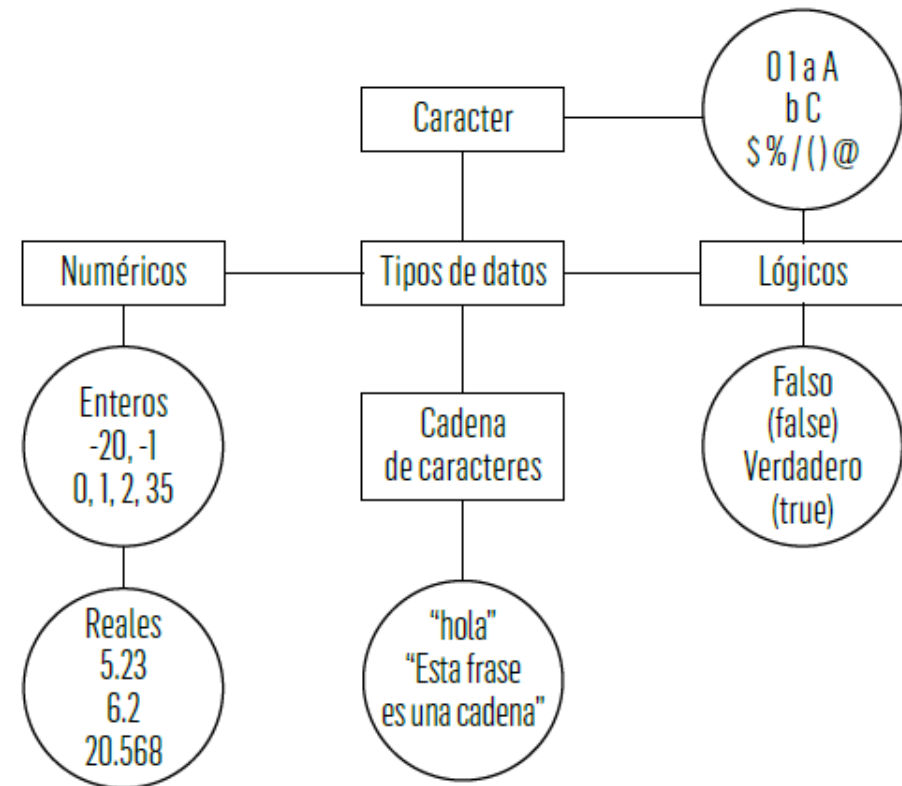 0 1 a A
b C
$ % / ( ) @
Caracter
Numéricos
Tipos de datos
Lógicos
Enteros
-20, -1
0, 1, 2, 35
Cadena
de caracteres
Falso
(false)
Verdadero
(true)
Reales
5.23
6.2
20.568
“hola”
“Esta frase
es una cadena”